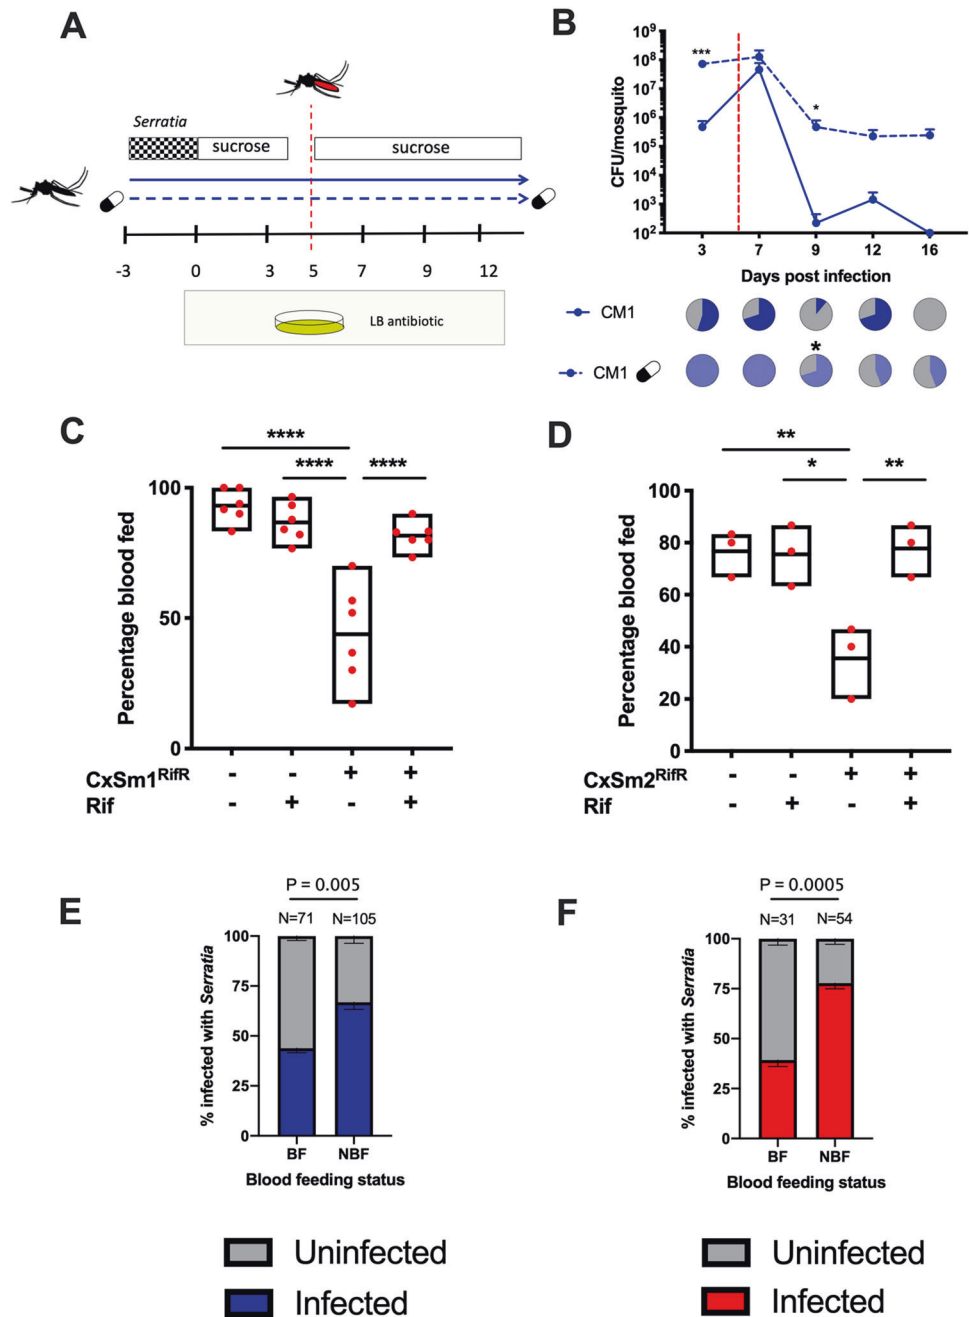 A
Serratia
sucrose
sucrose
-3 0 3 5 7 9 12
LB antibiotic
B
CFU/mosquito
10⁹
10⁸
10⁷
10⁶
10⁵
10⁴
10³
10²
***
*
3 7 9 12 16
Days post infection
CM1
*
CM1
C
Percentage blood fed
100
50
0
**** 
**** ****
CxSm1^RifR - - + +
Rif - + - +
D
Percentage blood fed
100
80
60
40
20
0
**
* **
CxSm2^RifR - - + +
Rif - + - +
E
P = 0.005
N=71 N=105
% infected with Serratia
100
75
50
25
0
BF NBF
Blood feeding status
Uninfected
Infected
F
P = 0.0005
N=31 N=54
% infected with Serratia
100
75
50
25
0
BF NBF
Blood feeding status
Uninfected
Infected